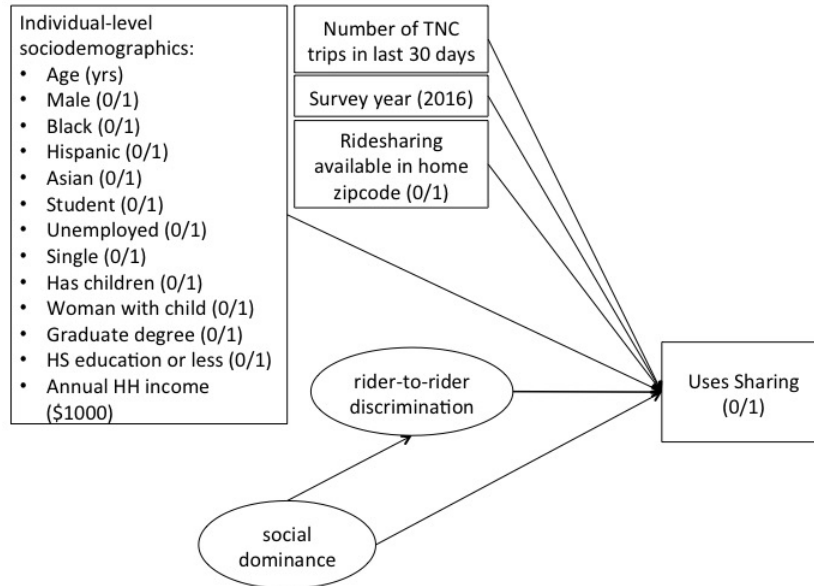 Individual-level
sociodemographics:
• Age (yrs)
• Male (0/1)
• Black (0/1)
• Hispanic (0/1)
• Asian (0/1)
• Student (0/1)
• Unemployed (0/1)
• Single (0/1)
• Has children (0/1)
• Woman with child (0/1)
• Graduate degree (0/1)
• HS education or less (0/1)
• Annual HH income
($1000)
Number of TNC
trips in last 30 days
Survey year (2016)
Ridesharing
available in home
zipcode (0/1)
rider-to-rider
discrimination
social
dominance
Uses Sharing
(0/1)